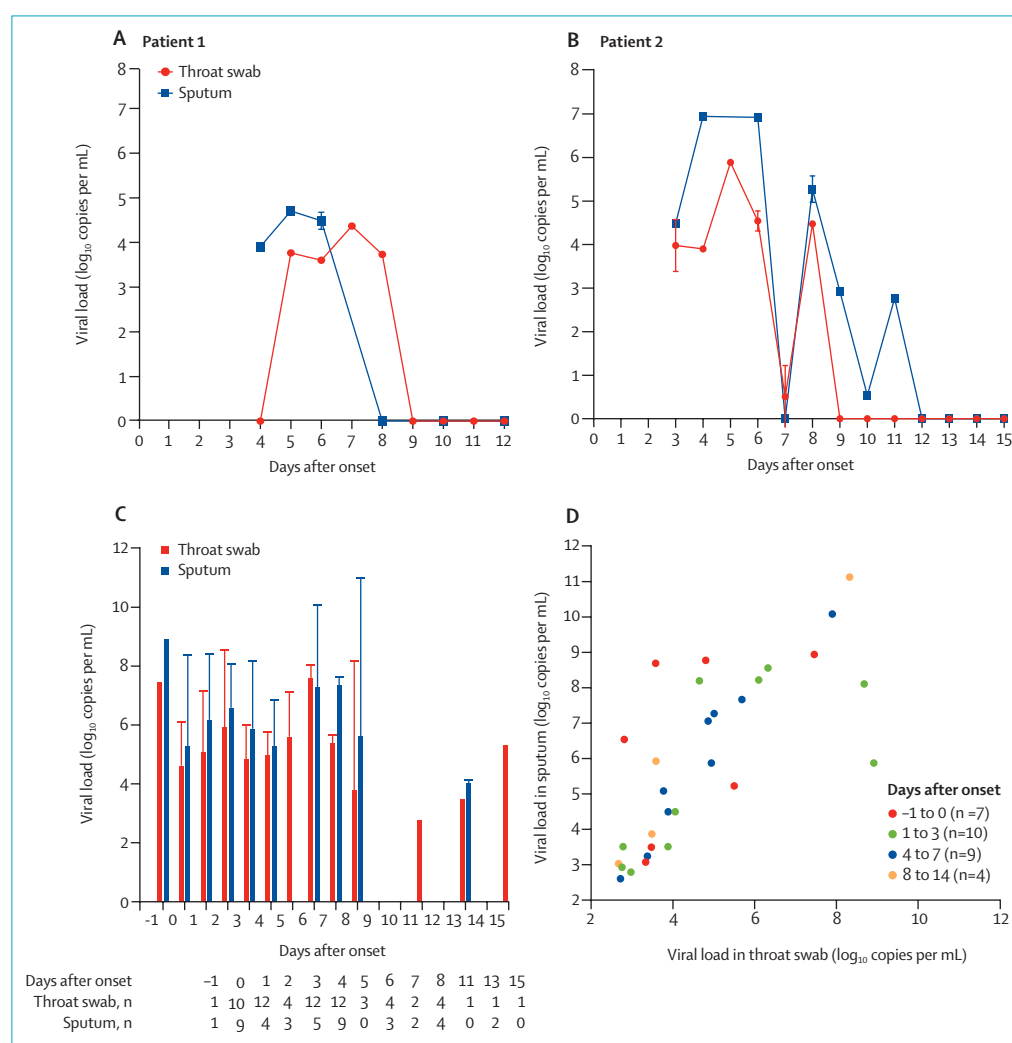 A Patient 1
Throat swab
Sputum
Viral load (log₁₀ copies per mL)
8
7
6
5
4
3
2
1
0
0 1 2 3 4 5 6 7 8 9 10 11 12
Days after onset
B Patient 2
Viral load (log₁₀ copies per mL)
8
7
6
5
4
3
2
1
0
0 1 2 3 4 5 6 7 8 9 10 11 12 13 14 15
Days after onset
C
Throat swab
Sputum
Viral load (log₁₀ copies per mL)
12
10
8
6
4
2
0
-1 0 1 2 3 4 5 6 7 8 9 10 11 12 13 14 15
Days after onset
Days after onset –1 0 1 2 3 4 5 6 7 8 11 13 15
Throat swab, n 1 10 12 4 12 12 3 4 2 4 1 1 1
Sputum, n 1 9 4 3 5 9 0 3 2 4 0 2 0
D
Viral load in sputum (log₁₀ copies per mL)
12
11
10
9
8
7
6
5
4
3
2
2 4 6 8 10 12
Viral load in throat swab (log₁₀ copies per mL)
Days after onset
–1 to 0 (n =7)
1 to 3 (n=10)
4 to 7 (n=9)
8 to 14 (n=4)